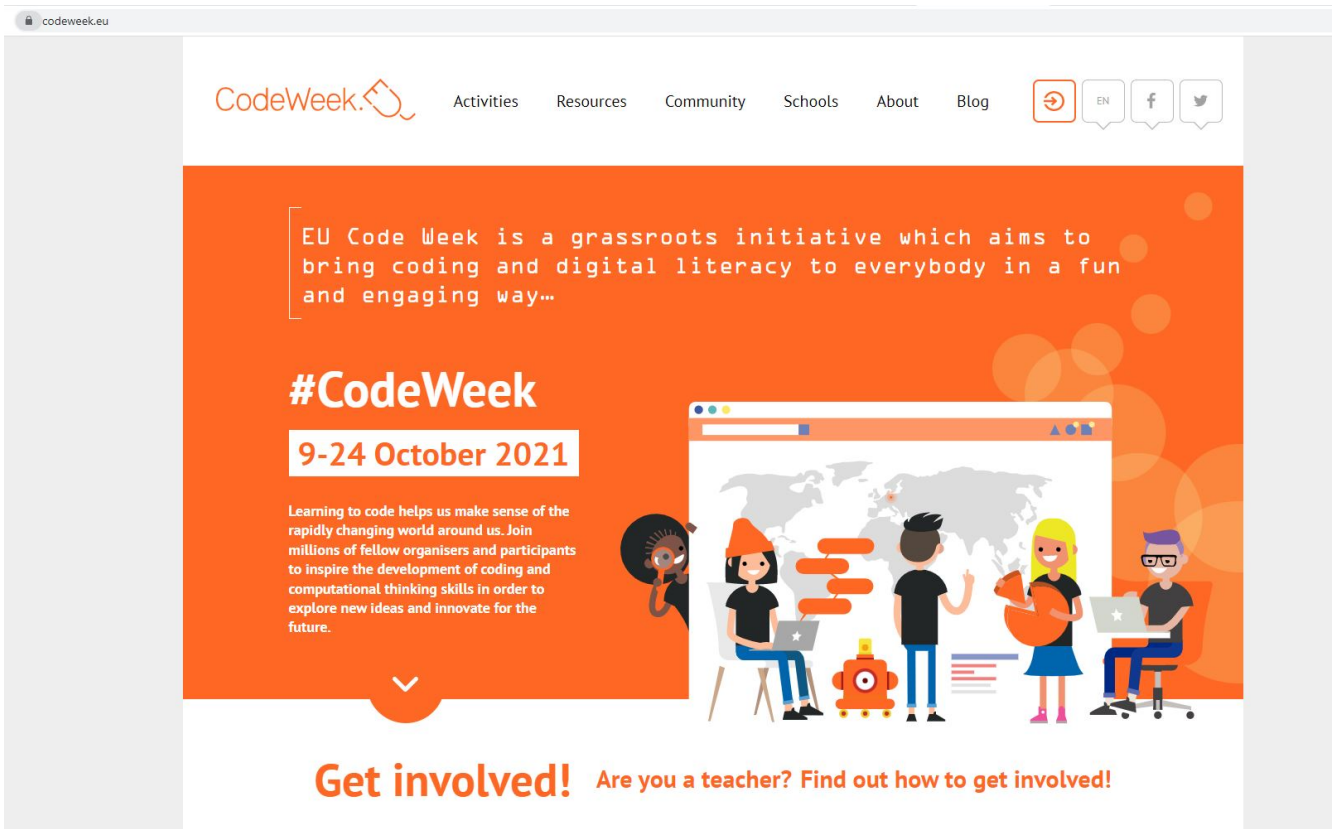 codeweek.eu
CodeWeek.
Activities Resources Community Schools About Blog EN
EU Code Week is a grassroots initiative which aims to
bring coding and digital literacy to everybody in a fun
and engaging way…
#CodeWeek
9-24 October 2021
Learning to code helps us make sense of the
rapidly changing world around us. Join
millions of fellow organisers and participants
to inspire the development of coding and
computational thinking skills in order to
explore new ideas and innovate for the
future.
Get involved! Are you a teacher? Find out how to get involved!